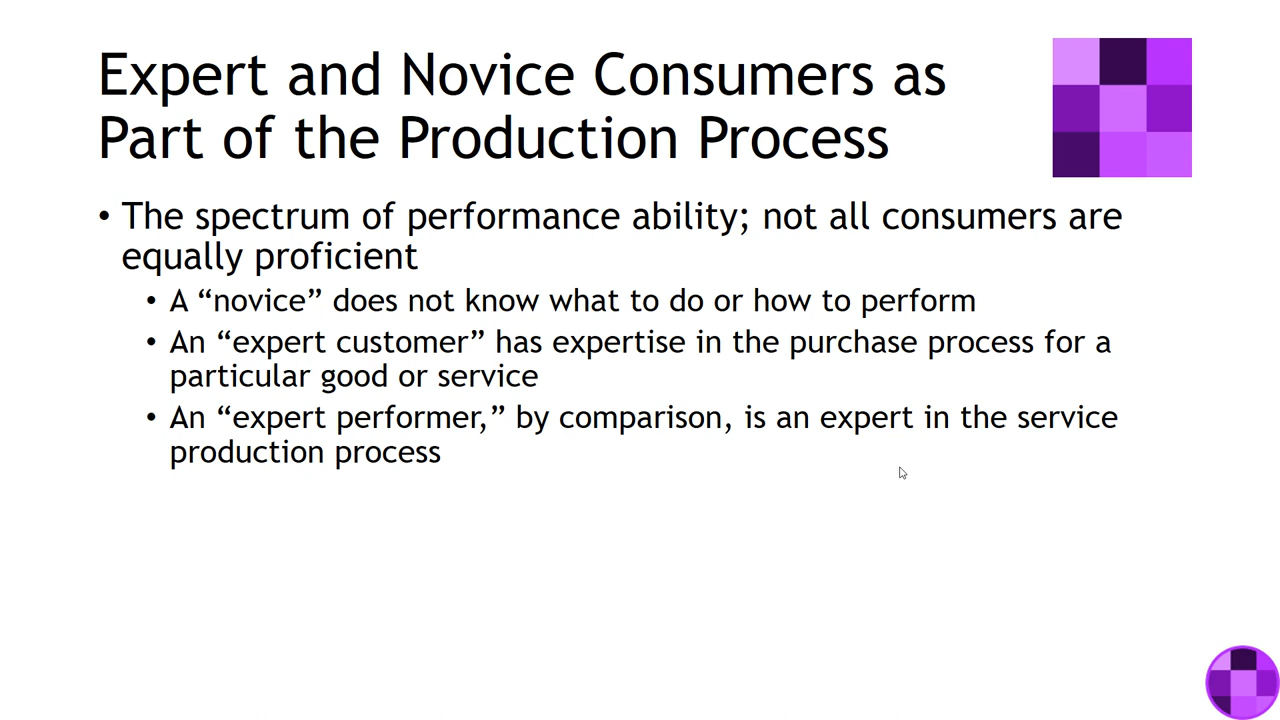 Expert and Novice Consumers as
Part of the Production Process
• The spectrum of performance ability; not all consumers are
equally proficient
• A “novice” does not know what to do or how to perform
• An “expert customer” has expertise in the purchase process for a
particular good or service
• An “expert performer,” by comparison, is an expert in the service
production process